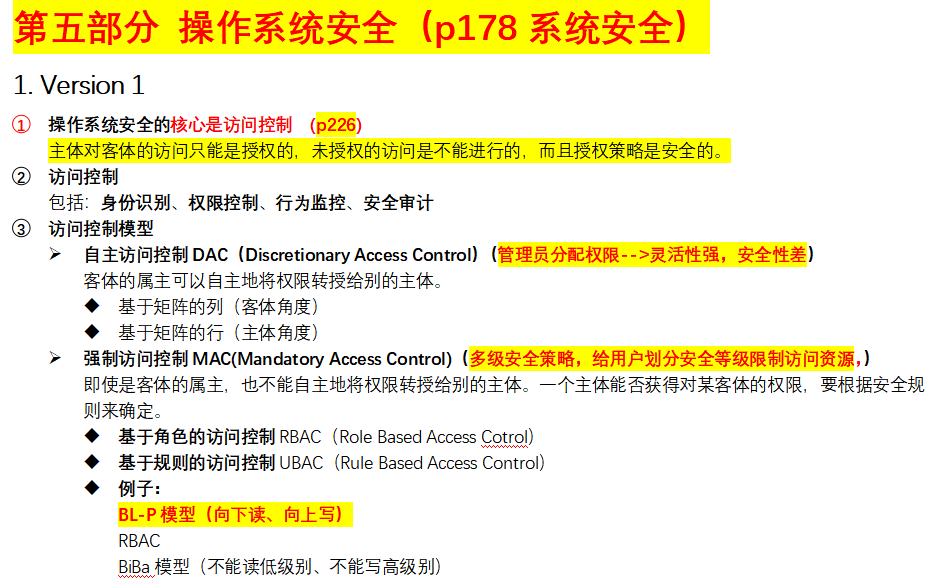 第五部分 操作系统安全（p178 系统安全）
1. Version 1
① 操作系统安全的核心是访问控制 (p226)
主体对客体的访问只能是授权的，未授权的访问是不能进行的，而且授权策略是安全的。
② 访问控制
包括：身份识别、权限控制、行为监控、安全审计
③ 访问控制模型
➢ 自主访问控制 DAC（Discretionary Access Control）（管理员分配权限-->灵活性强，安全性差）
客体的属主可以自主地将权限转授给别的主体。
◆ 基于矩阵的列（客体角度）
◆ 基于矩阵的行（主体角度）
➢ 强制访问控制 MAC(Mandatory Access Control)（多级安全策略，给用户划分安全等级限制访问资源，）
即使是客体的属主，也不能自主地将权限转授给别的主体。一个主体能否获得对某客体的权限，要根据安全规
则来确定。
◆ 基于角色的访问控制 RBAC（Role Based Access Cotrol）
◆ 基于规则的访问控制 UBAC（Rule Based Access Control）
◆ 例子：
BL-P 模型（向下读、向上写）
RBAC
BiBa 模型（不能读低级别、不能写高级别）